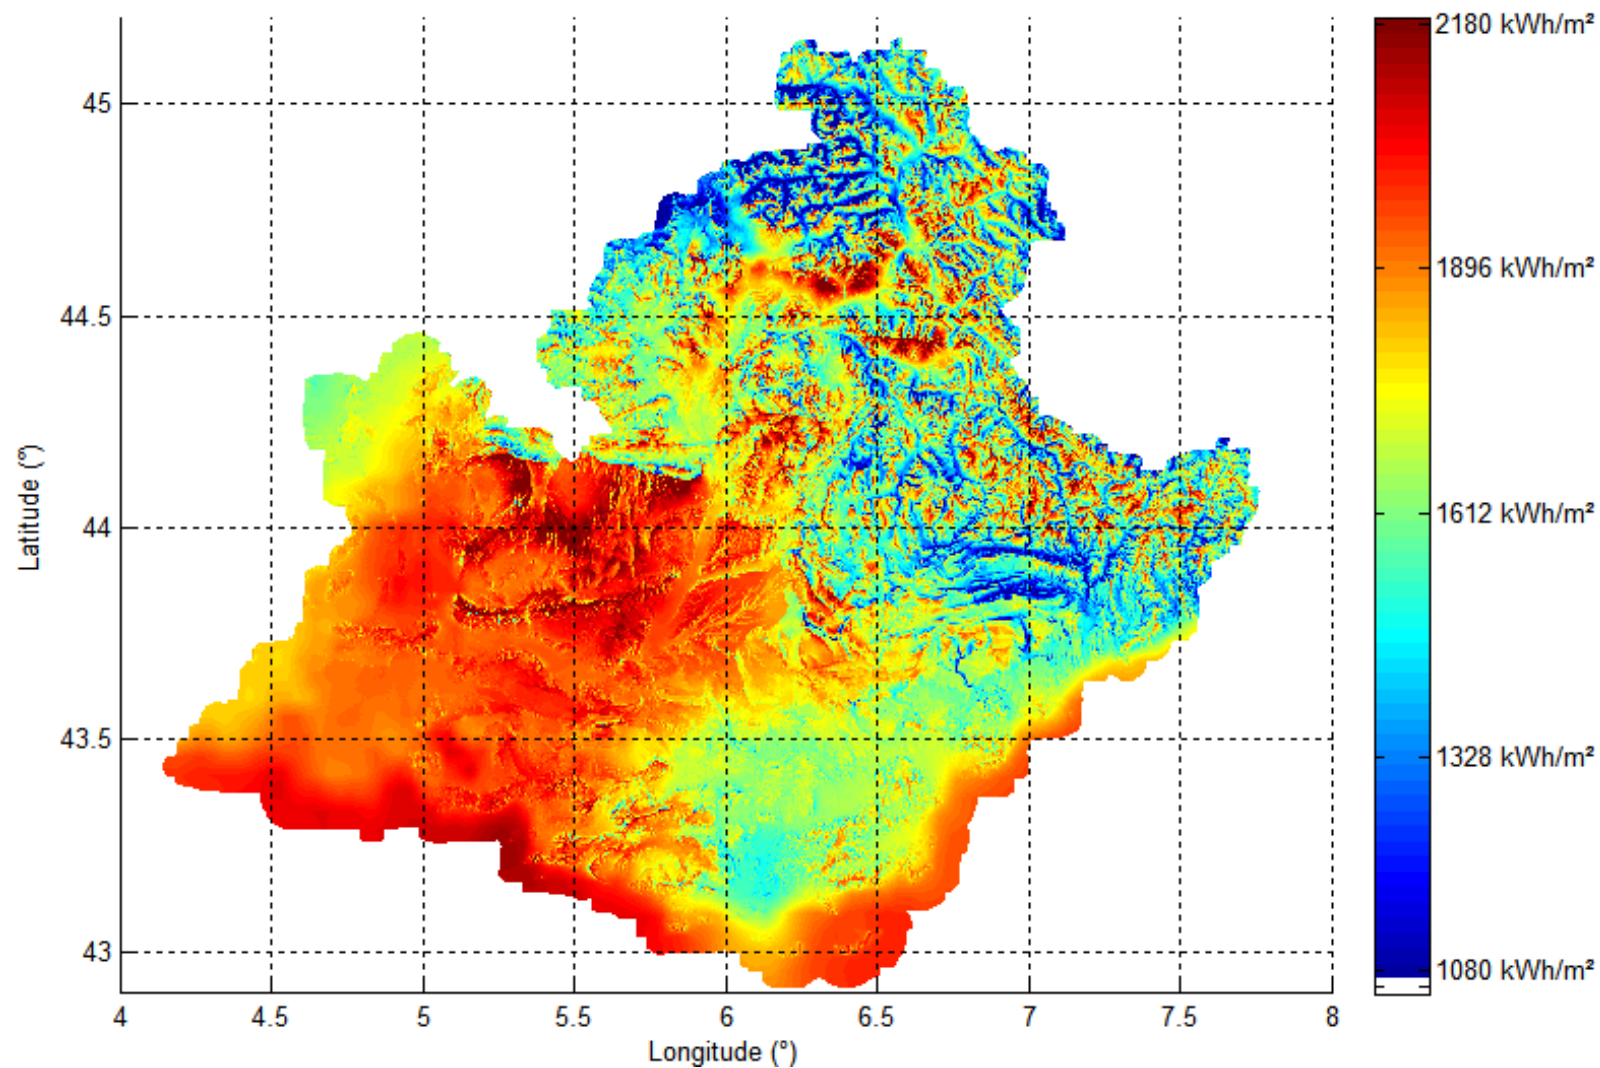 45
44.5
44
43.5
43
Latitude (°)
4 4.5 5 5.5 6 6.5 7 7.5 8
Longitude (°)
2180 kWh/m²
1896 kWh/m²
1612 kWh/m²
1328 kWh/m²
1080 kWh/m²